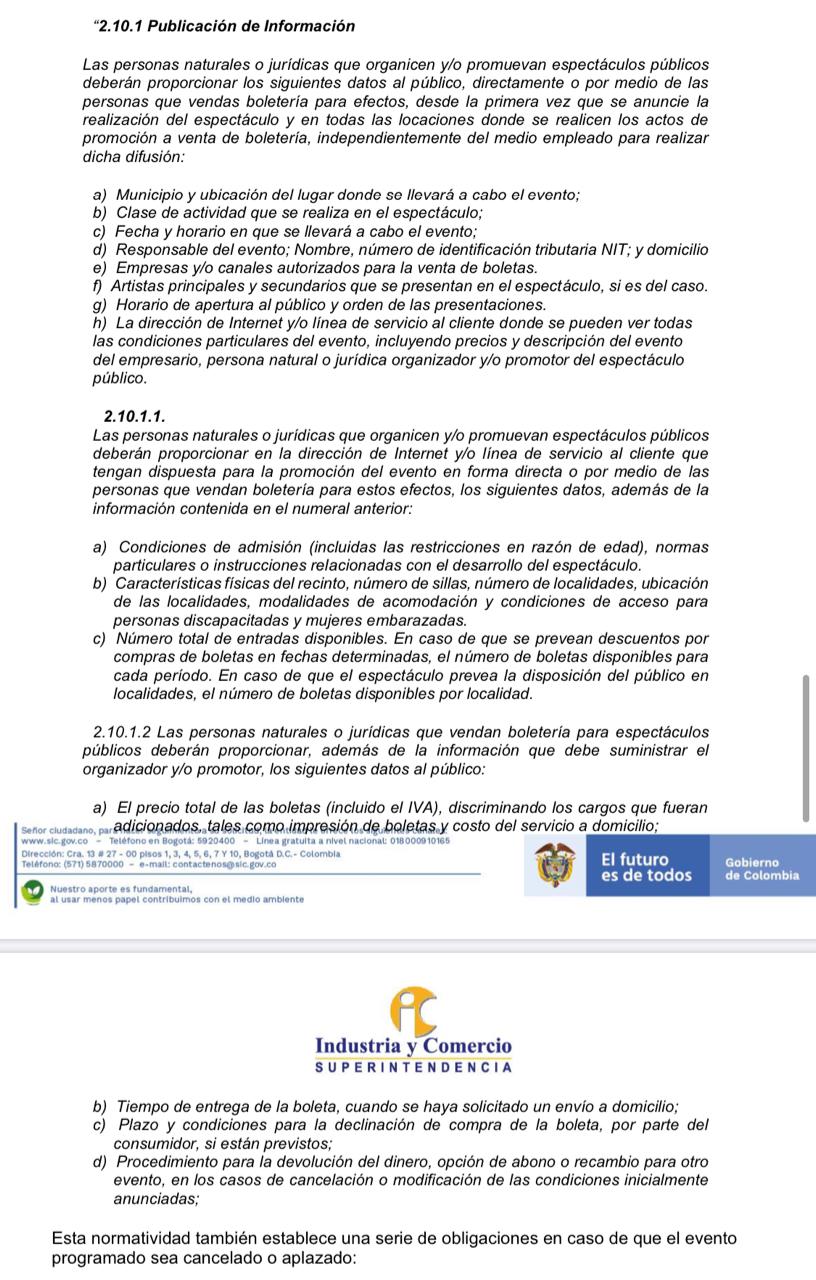 “2.10.1 Publicación de Información
Las personas naturales o jurídicas que organicen y/o promuevan espectáculos públicos
deberán proporcionar los siguientes datos al público, directamente o por medio de las
personas que vendas boletería para efectos, desde la primera vez que se anuncie la
realización del espectáculo y en todas las locaciones donde se realicen los actos de
promoción a venta de boletería, independientemente del medio empleado para realizar
dicha difusión:
a) Municipio y ubicación del lugar donde se llevará a cabo el evento;
b) Clase de actividad que se realiza en el espectáculo;
c) Fecha y horario en que se llevará a cabo el evento;
d) Responsable del evento; Nombre, número de identificación tributaria NIT; y domicilio
e) Empresas y/o canales autorizados para la venta de boletas.
f) Artistas principales y secundarios que se presentan en el espectáculo, si es del caso.
g) Horario de apertura al público y orden de las presentaciones.
h) La dirección de Internet y/o línea de servicio al cliente donde se pueden ver todas
las condiciones particulares del evento, incluyendo precios y descripción del evento
del empresario, persona natural o jurídica organizador y/o promotor del espectáculo
público.
2.10.1.1.
Las personas naturales o jurídicas que organicen y/o promuevan espectáculos públicos
deberán proporcionar en la dirección de Internet y/o línea de servicio al cliente que
tengan dispuesta para la promoción del evento en forma directa o por medio de las
personas que vendan boletería para estos efectos, los siguientes datos, además de la
información contenida en el numeral anterior:
a) Condiciones de admisión (incluidas las restricciones en razón de edad), normas
particulares o instrucciones relacionadas con el desarrollo del espectáculo.
b) Características físicas del recinto, número de sillas, número de localidades, ubicación
de las localidades, modalidades de acomodación y condiciones de acceso para
personas discapacitadas y mujeres embarazadas.
c) Número total de entradas disponibles. En caso de que se prevean descuentos por
compras de boletas en fechas determinadas, el número de boletas disponibles para
cada período. En caso de que el espectáculo prevea la disposición del público en
localidades, el número de boletas disponibles por localidad.
2.10.1.2 Las personas naturales o jurídicas que vendan boletería para espectáculos
públicos deberán proporcionar, además de la información que debe suministrar el
organizador y/o promotor, los siguientes datos al público:
a) El precio total de las boletas (incluido el IVA), discriminando los cargos que fueran
adicionados, tales como impresión de boletas y costo del servicio a domicilio;
Señor ciudadano, para
www.sic.gov.co – Teléfono en Bogotá: 5920400 – Línea gratuita a nivel nacional: 018000910165
Dirección: Cra. 13 # 27 - 00 pisos 1, 3, 4, 5, 6, 7 Y 10, Bogotá D.C.- Colombia
Teléfono: (571) 5870000 – e-mail: contactenos@sic.gov.co
Nuestro aporte es fundamental,
al usar menos papel contribuimos con el medio ambiente
El futuro
es de todos
Gobierno
de Colombia
Industria y Comercio
SUPERINTENDENCIA
b) Tiempo de entrega de la boleta, cuando se haya solicitado un envío a domicilio;
c) Plazo y condiciones para la declinación de compra de la boleta, por parte del
consumidor, si están previstos;
d) Procedimiento para la devolución del dinero, opción de abono o recambio para otro
evento, en los casos de cancelación o modificación de las condiciones inicialmente
anunciadas;
Esta normatividad también establece una serie de obligaciones en caso de que el evento
programado sea cancelado o aplazado: